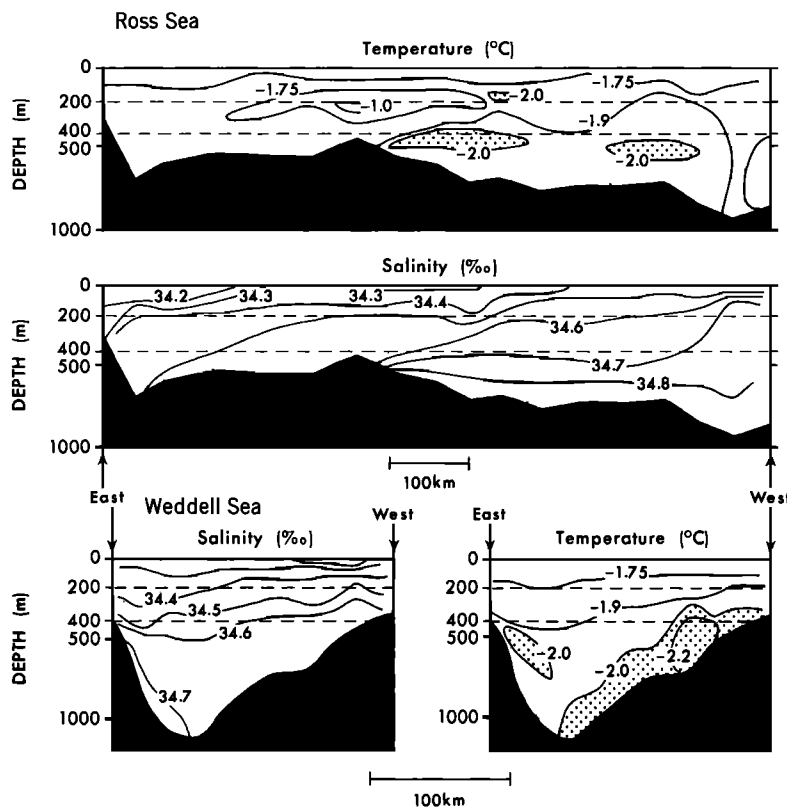 Ross Sea
Temperature (°C)
0
200
400
500
1000
DEPTH (m)
-1.75
-1.0
-2.0
-1.75
-1.9
-2.0
-2.0
Salinity (‰)
0
200
400
500
1000
DEPTH (m)
34.2
34.3
34.3
34.4
34.6
34.7
34.8
100km
East
West
Weddell Sea
Salinity (‰)
West
0
200
400
500
1000
DEPTH (m)
34.4
34.5
34.6
34.7
East
Temperature (°C)
0
200
400
500
1000
DEPTH (m)
-1.75
-1.9
-2.0
-2.0
-2.2
100km